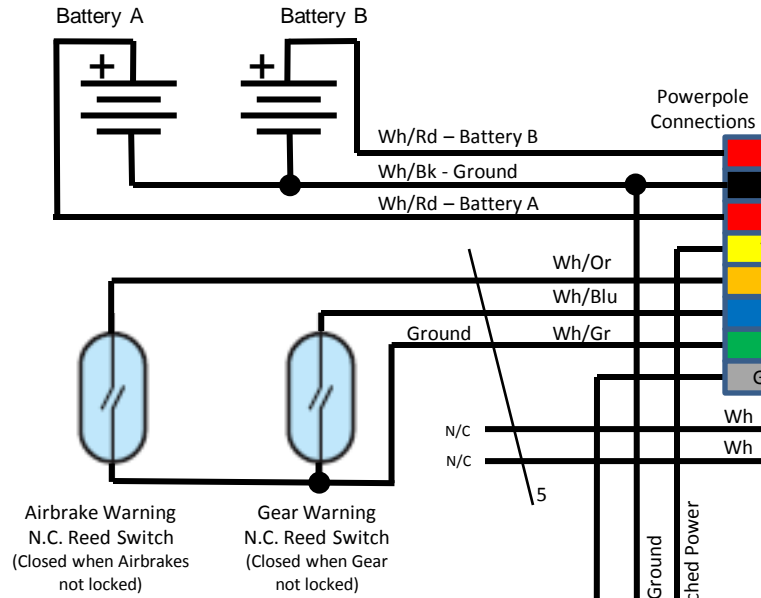 Battery A
Battery B
+
+
Powerpole
Connections
Wh/Rd – Battery B
Wh/Bk - Ground
Wh/Rd – Battery A
Wh/Or
Wh/Blu
Ground
Wh/Gr
G
Wh
N/C
Wh
N/C
5
Airbrake Warning
N.C. Reed Switch
(Closed when Airbrakes
not locked)
Gear Warning
N.C. Reed Switch
(Closed when Gear
not locked)
Ground
ched Power